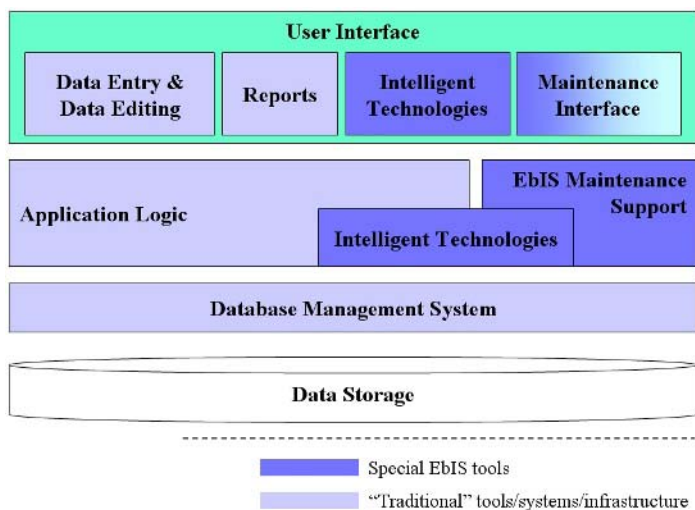 User Interface
Data Entry &
Data Editing
Reports
Intelligent
Technologies
Maintenance
Interface
Application Logic
EbIS Maintenance
Support
Intelligent Technologies
Database Management System
Data Storage
Special EbIS tools
“Traditional” tools/systems/infrastructure